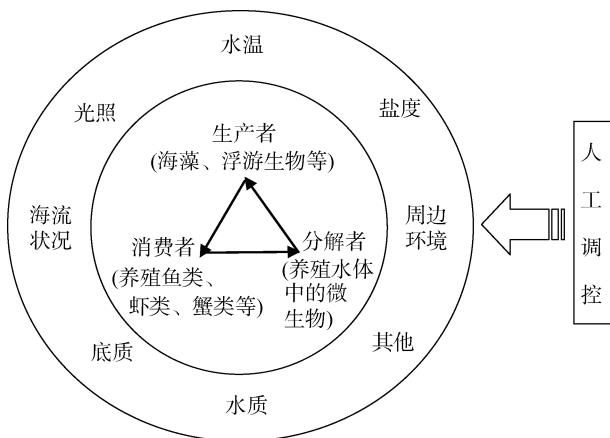 水温
光照
盐度
生产者
(海藻、浮游生物等)
海流
状况
周边
环境
消费者
(养殖鱼类、
虾类、蟹类等)
分解者
(养殖水体
中的微
生物)
底质
其他
水质
人
工
调
控